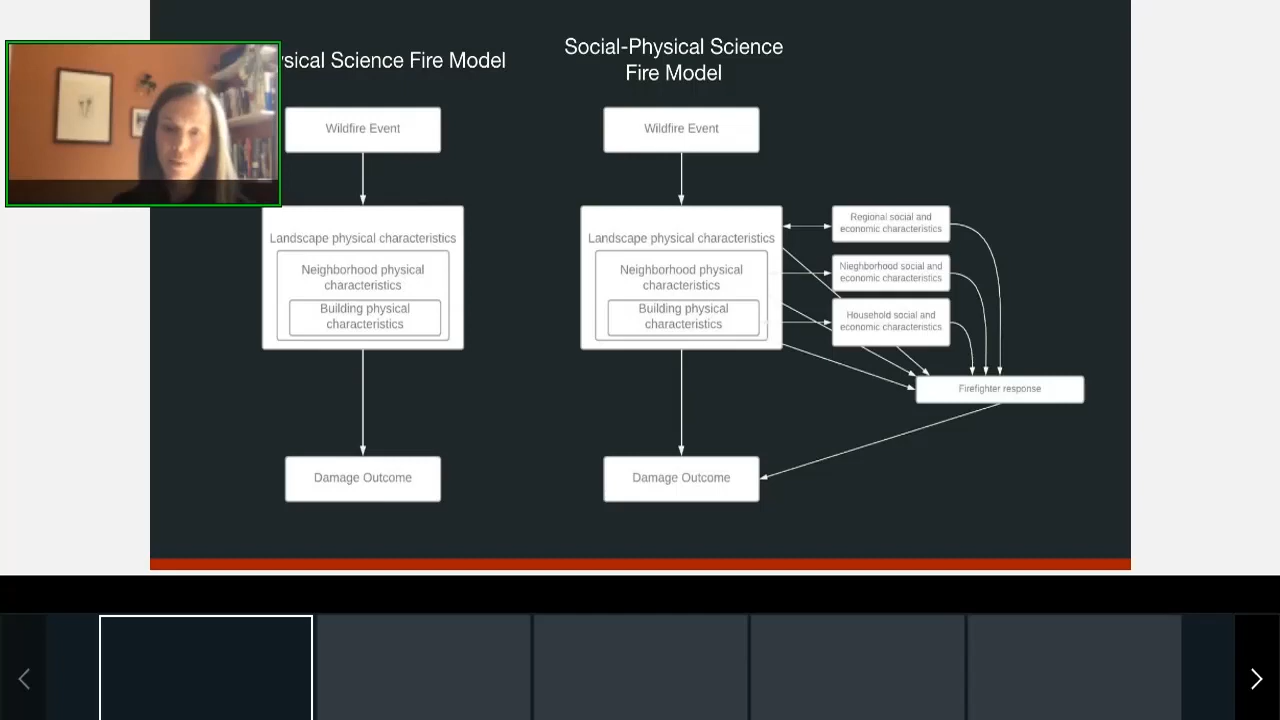 sical Science Fire Model
Social-Physical Science
Fire Model
Wildfire Event
Landscape physical characteristics
Neighborhood physical
characteristics
Building physical
characteristics
Damage Outcome
Wildfire Event
Landscape physical characteristics
Neighborhood physical
characteristics
Building physical
characteristics
Damage Outcome
Regional social and
economic characteristics
Nieghborhood social and
economic characteristics
Household social and
economic characteristics
Firefighter response